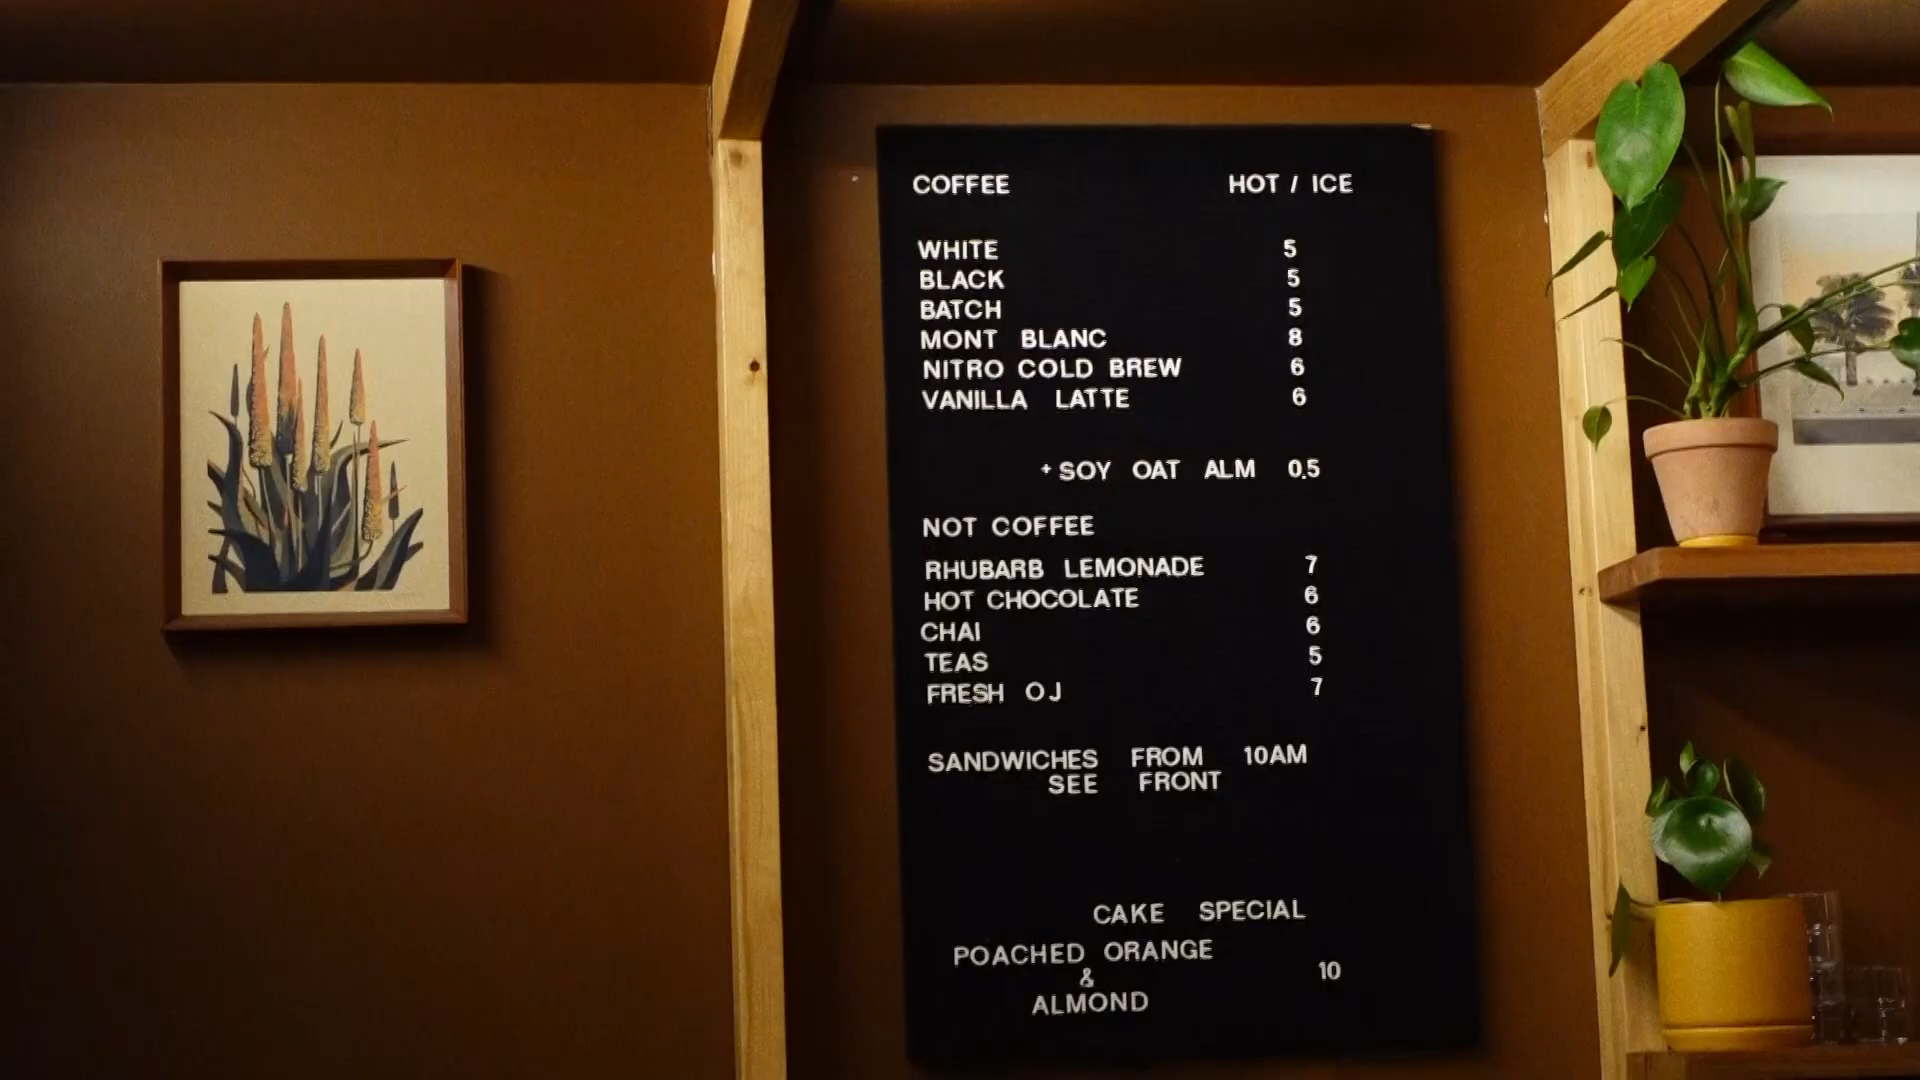 COFFEE HOT / ICE
WHITE 5
BLACK 5
BATCH 5
MONT BLANC 8
NITRO COLD BREW 6
VANILLA LATTE 6
+ SOY OAT ALM 0.5
NOT COFFEE
RHUBARB LEMONADE 7
HOT CHOCOLATE 6
CHAI 6
TEAS 5
FRESH OJ 7
SANDWICHES FROM 10AM
SEE FRONT
CAKE SPECIAL
POACHED ORANGE
& 10
ALMOND